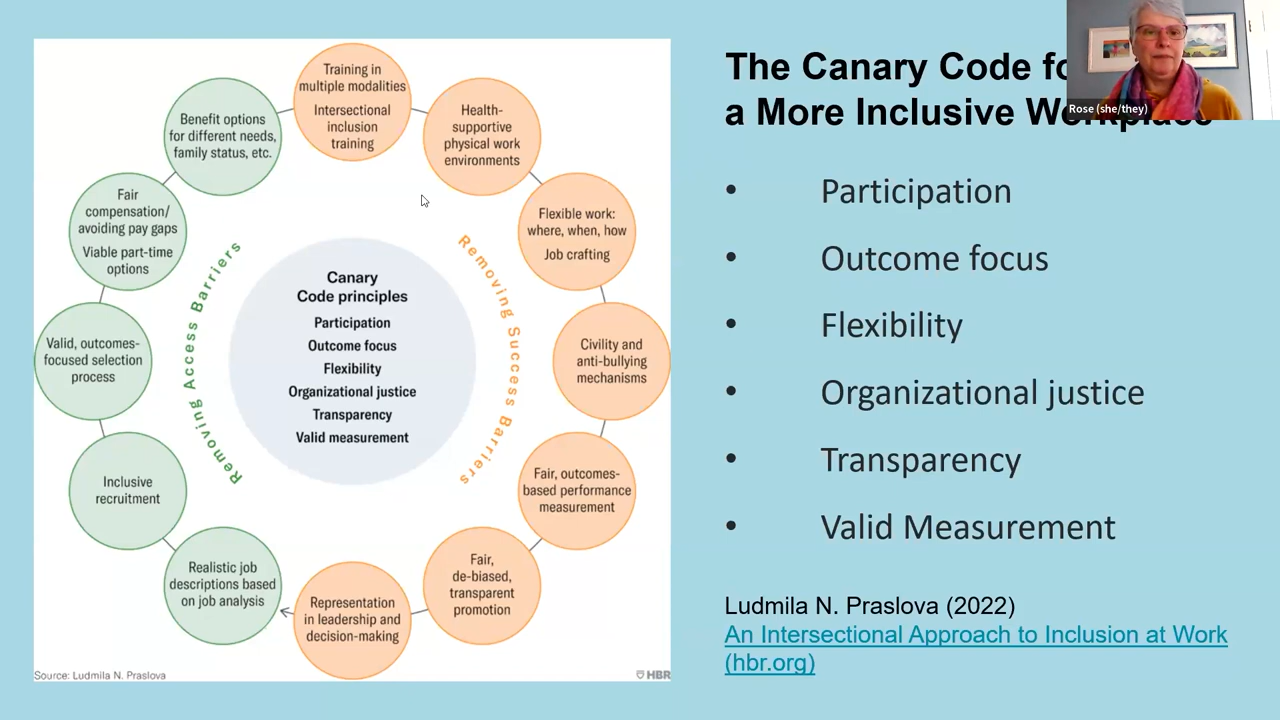 Training in
multiple modalities
Intersectional
inclusion
training
Health-
supportive
physical work
environments
Flexible work:
where, when, how
Job crafting
Civility and
anti-bullying
mechanisms
Fair, outcomes-
based performance
measurement
Fair,
de-biased,
transparent
promotion
Representation
in leadership and
decision-making
Realistic job
descriptions based
on job analysis
Inclusive
recruitment
Valid, outcomes-
focused selection
process
Fair
compensation/
avoiding pay gaps
Viable part-time
options
Benefit options
for different needs,
family status, etc.
Removing Access Barriers
Removing Success Barriers
Canary
Code principles
Participation
Outcome focus
Flexibility
Organizational justice
Transparency
Valid measurement
Source: Ludmila N. Praslova
HBR
The Canary Code fo
a More Inclusive Workplace
Rose (she/they)
• Participation
• Outcome focus
• Flexibility
• Organizational justice
• Transparency
• Valid Measurement
Ludmila N. Praslova (2022)
An Intersectional Approach to Inclusion at Work
(hbr.org)